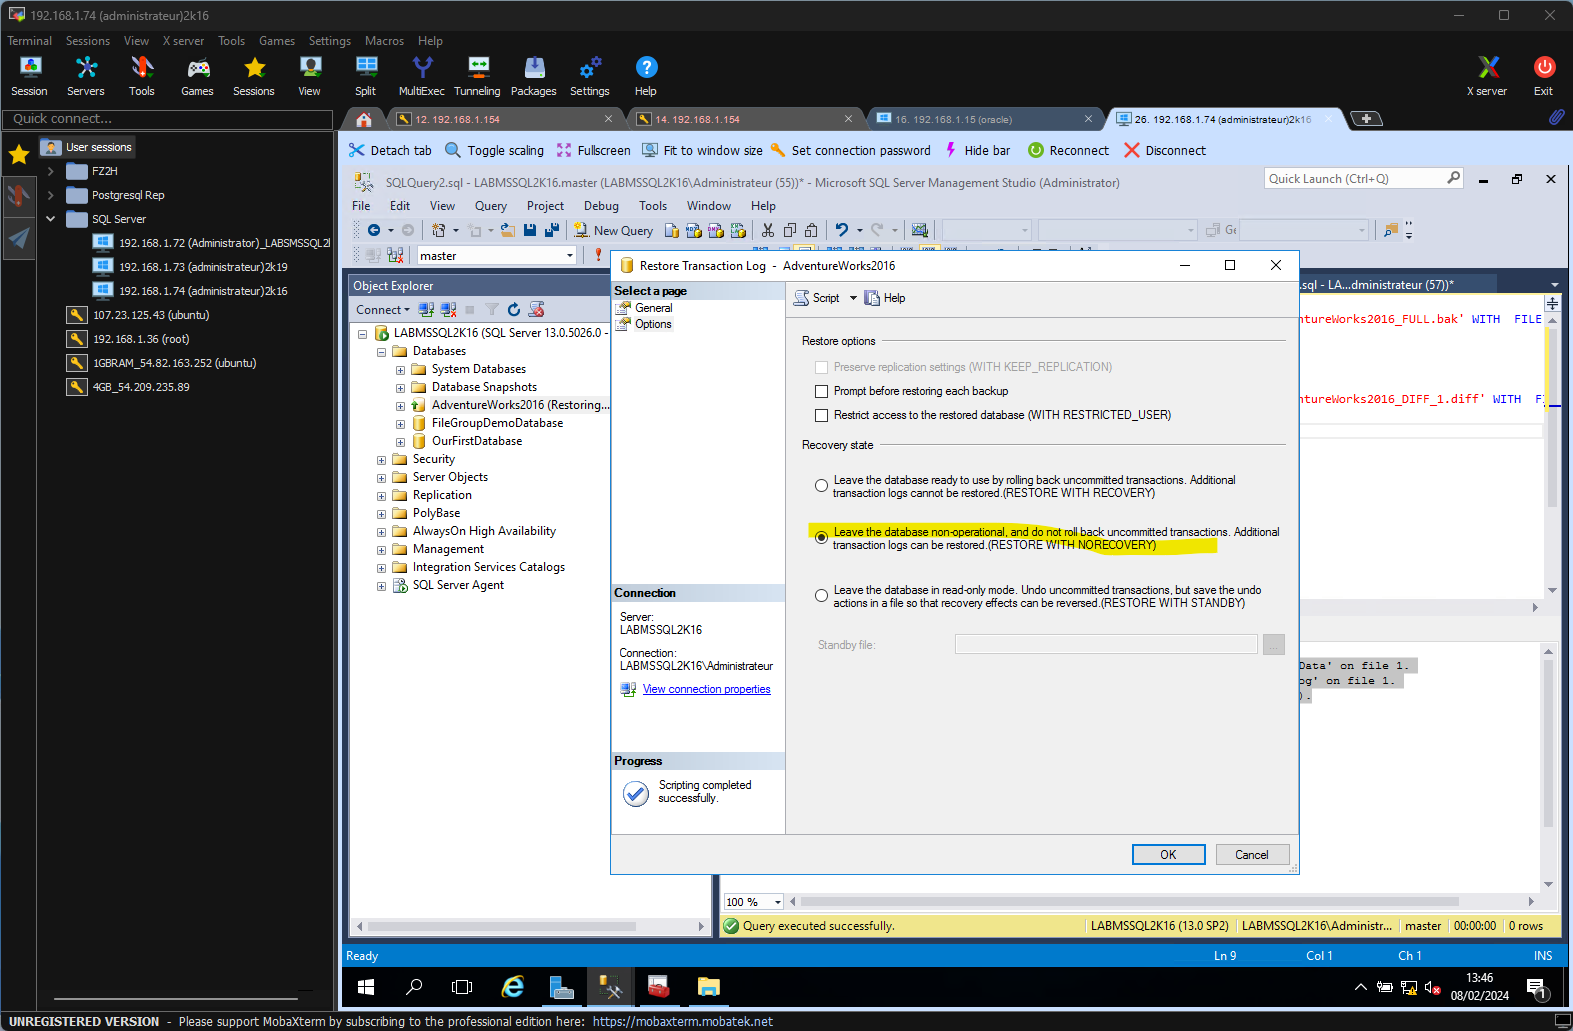 192.168.1.74 (administrateur)2k16
Terminal Sessions View X server Tools Games Settings Macros Help
Session Servers Tools Games Sessions View Split MultiExec Tunneling Packages Settings Help X server Exit
Quick connect...
12. 192.168.1.154
14. 192.168.1.154
16. 192.168.1.15 (oracle)
26. 192.168.1.74 (administrateur)2k16
Detach tab Toggle scaling Fullscreen Fit to window size Set connection password Hide bar Reconnect Disconnect
User sessions
FZ2H
Postgresql Rep
SQL Server
192.168.1.72 (Administrator)_LABSMSSQL2
192.168.1.73 (administrateur)2k19
192.168.1.74 (administrateur)2k16
107.23.125.43 (ubuntu)
192.168.1.36 (root)
1GBRAM_54.82.163.252 (ubuntu)
4GB_54.209.235.89
SQLQuery2.sql - LABMSSQL2K16.master (LABMSSQL2K16\Administrateur (55))* - Microsoft SQL Server Management Studio (Administrator)
Quick Launch (Ctrl+Q)
File Edit View Query Project Debug Tools Window Help
New Query
MDX DMX
Ge
master
Object Explorer
Connect
LABMSSQL2K16 (SQL Server 13.0.5026.0 -
Databases
System Databases
Database Snapshots
AdventureWorks2016 (Restoring...
FileGroupDemoDatabase
OurFirstDatabase
Security
Server Objects
Replication
PolyBase
AlwaysOn High Availability
Management
Integration Services Catalogs
SQL Server Agent
Restore Transaction Log - AdventureWorks2016
Select a page
General
Options
Script Help
Restore options
Preserve replication settings (WITH KEEP_REPLICATION)
Prompt before restoring each backup
Restrict access to the restored database (WITH RESTRICTED_USER)
Recovery state
Leave the database ready to use by rolling back uncommitted transactions. Additional
transaction logs cannot be restored.(RESTORE WITH RECOVERY)
Leave the database non-operational, and do not roll back uncommitted transactions. Additional
transaction logs can be restored.(RESTORE WITH NORECOVERY)
Leave the database in read-only mode. Undo uncommitted transactions, but save the undo
actions in a file so that recovery effects can be reversed.(RESTORE WITH STANDBY)
Standby file:
...
Connection
Server:
LABMSSQL2K16
Connection:
LABMSSQL2K16\Administrateur
View connection properties
Progress
Scripting completed
successfully.
OK Cancel
.sql - LA...dministrateur (57))*
ntureWorks2016_FULL.bak' WITH FILE
ntureWorks2016_DIFF_1.diff' WITH F
Data' on file 1.
og' on file 1.
).
100 %
Query executed successfully.
LABMSSQL2K16 (13.0 SP2) LABMSSQL2K16\Administr... master 00:00:00 0 rows
Ready Ln 9 Col 1 Ch 1 INS
13:46
08/02/2024
1
UNREGISTERED VERSION - Please support MobaXterm by subscribing to the professional edition here: https://mobaxterm.mobatek.net